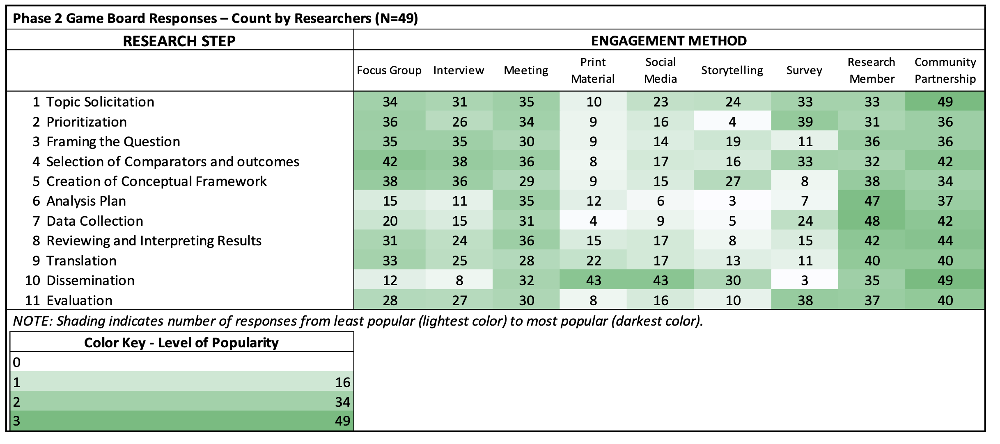 Phase 2 Game Board Responses – Count by Researchers (N=49)
RESEARCH STEP ENGAGEMENT METHOD
Focus Group Interview Meeting Print Material Social Media Storytelling Survey Research Member Community Partnership
1 Topic Solicitation 34 31 35 10 23 24 33 33 49
2 Prioritization 36 26 34 9 16 4 39 31 36
3 Framing the Question 35 35 30 9 14 19 11 36 36
4 Selection of Comparators and outcomes 42 38 36 8 17 16 33 32 42
5 Creation of Conceptual Framework 38 36 29 9 15 27 8 38 34
6 Analysis Plan 15 11 35 12 6 3 7 47 37
7 Data Collection 20 15 31 4 9 5 24 48 42
8 Reviewing and Interpreting Results 31 24 36 15 17 8 15 42 44
9 Translation 33 25 28 22 17 13 11 40 40
10 Dissemination 12 8 32 43 43 30 3 35 49
11 Evaluation 28 27 30 8 16 10 38 37 40
NOTE: Shading indicates number of responses from least popular (lightest color) to most popular (darkest color).
Color Key - Level of Popularity
0
1 16
2 34
3 49